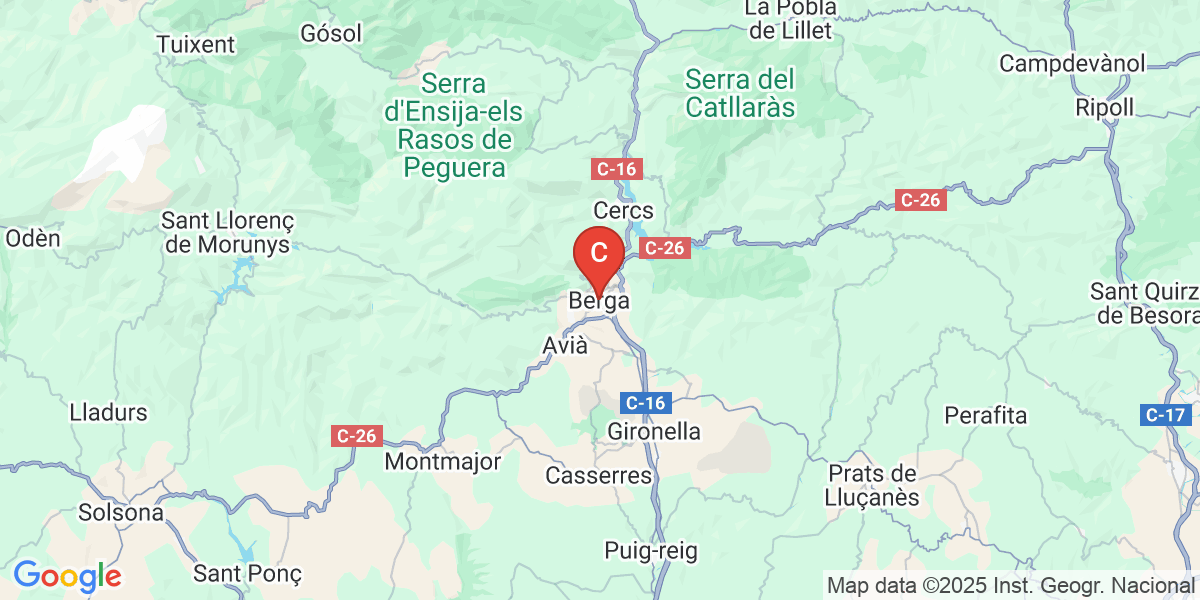 La Pobla
de Lillet
Gósol
Tuixent
Campdevànol
Serra
d'Ensija-els
Rasos de
Peguera
Serra del
Catllaràs
Ripoll
C-16
C-26
Cercs
Sant Llorenç
de Morunys
Odèn
C-26
C
Berga
Sant Quirz
de Besora
Avià
C-16
Lladurs
Perafita
C-17
Gironella
C-26
Montmajor
Casserres
Prats de
Lluçanès
Solsona
Puig-reig
Sant Ponç
Google
Map data ©2025 Inst. Geogr. Nacional